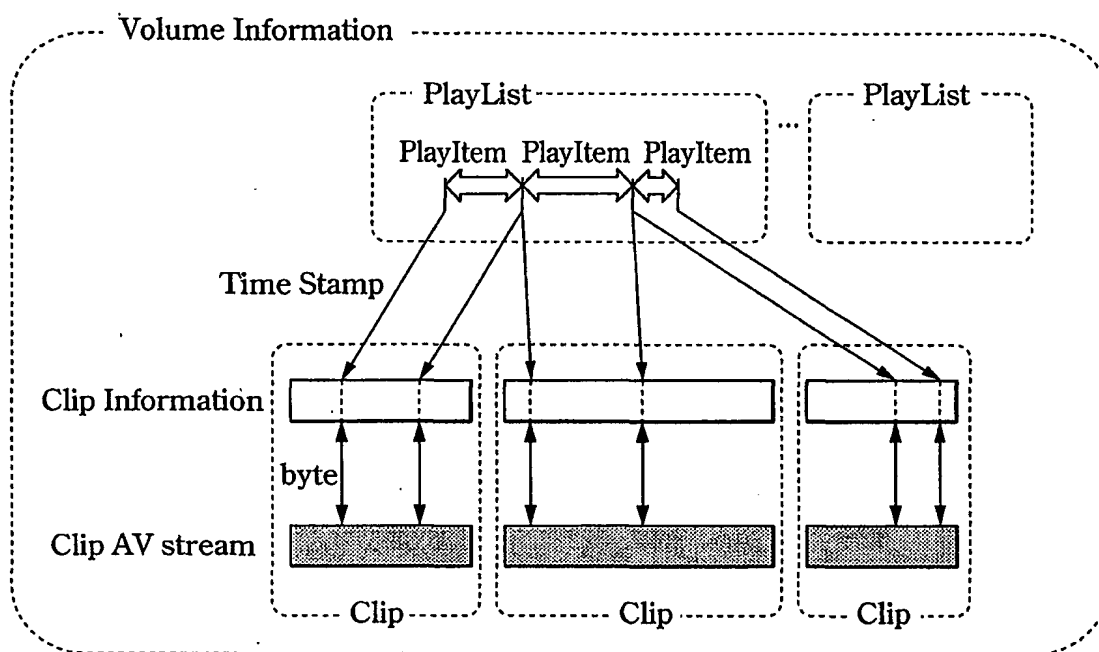 Volume Information
PlayList
...
PlayList
PlayItem PlayItem PlayItem
Time Stamp
Clip Information
byte
Clip AV stream
Clip
Clip
Clip